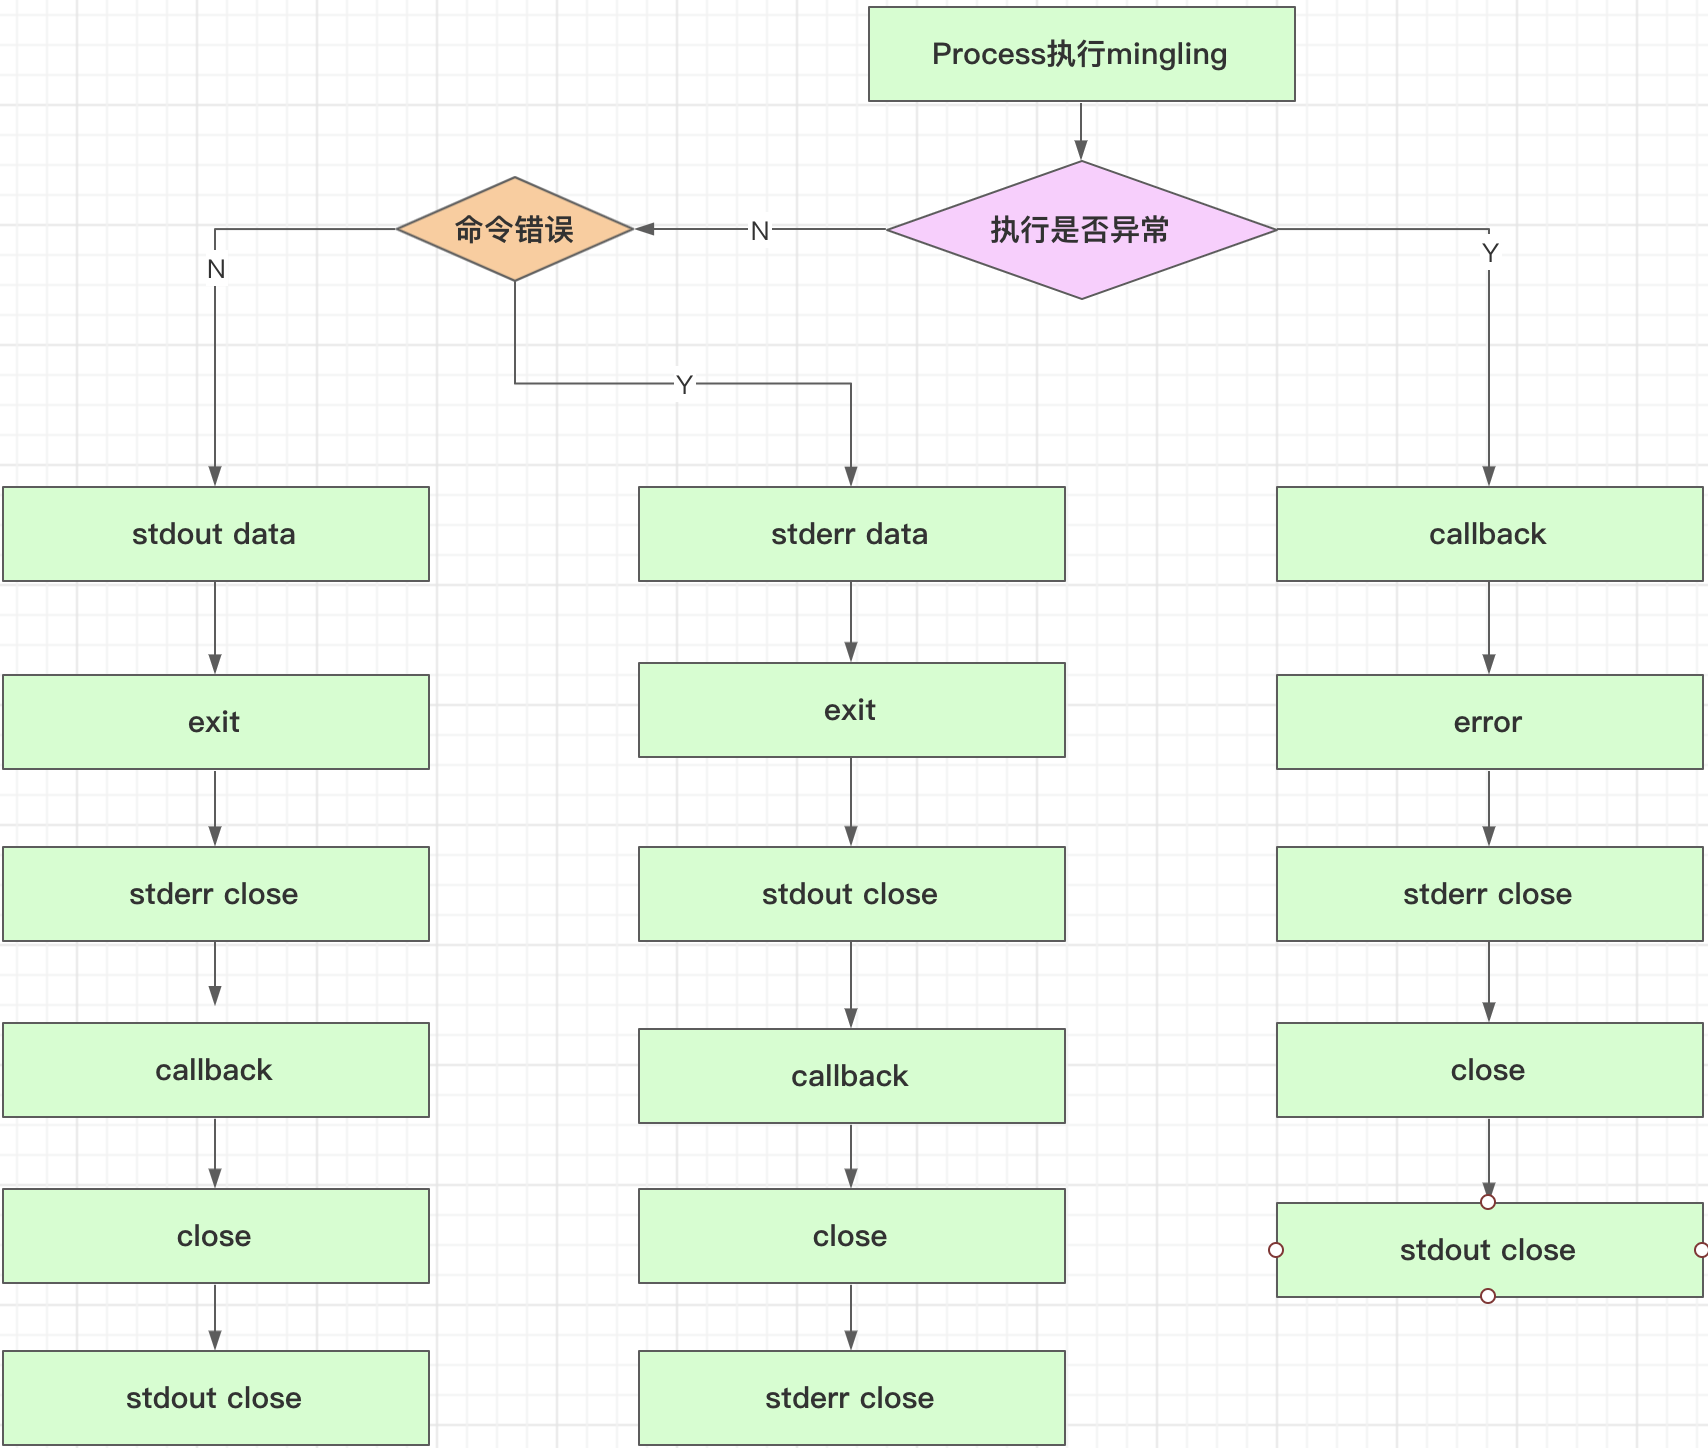 Process执行mingling
命令错误
N
执行是否异常
N
Y
Y
stdout data
stderr data
callback
exit
exit
error
stderr close
stdout close
stderr close
callback
callback
close
close
close
stdout close
stdout close
stderr close